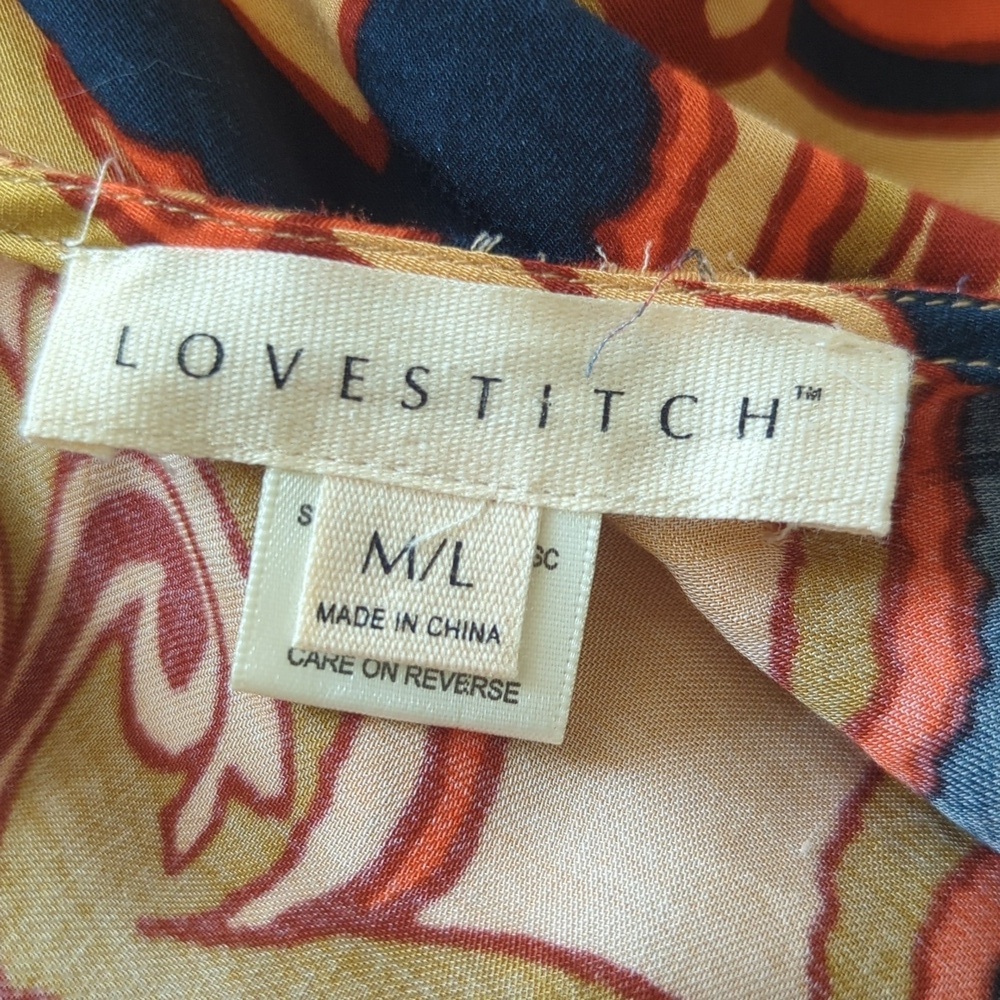 LOVESTITCH™
M/L
MADE IN CHINA
CARE ON REVERSE